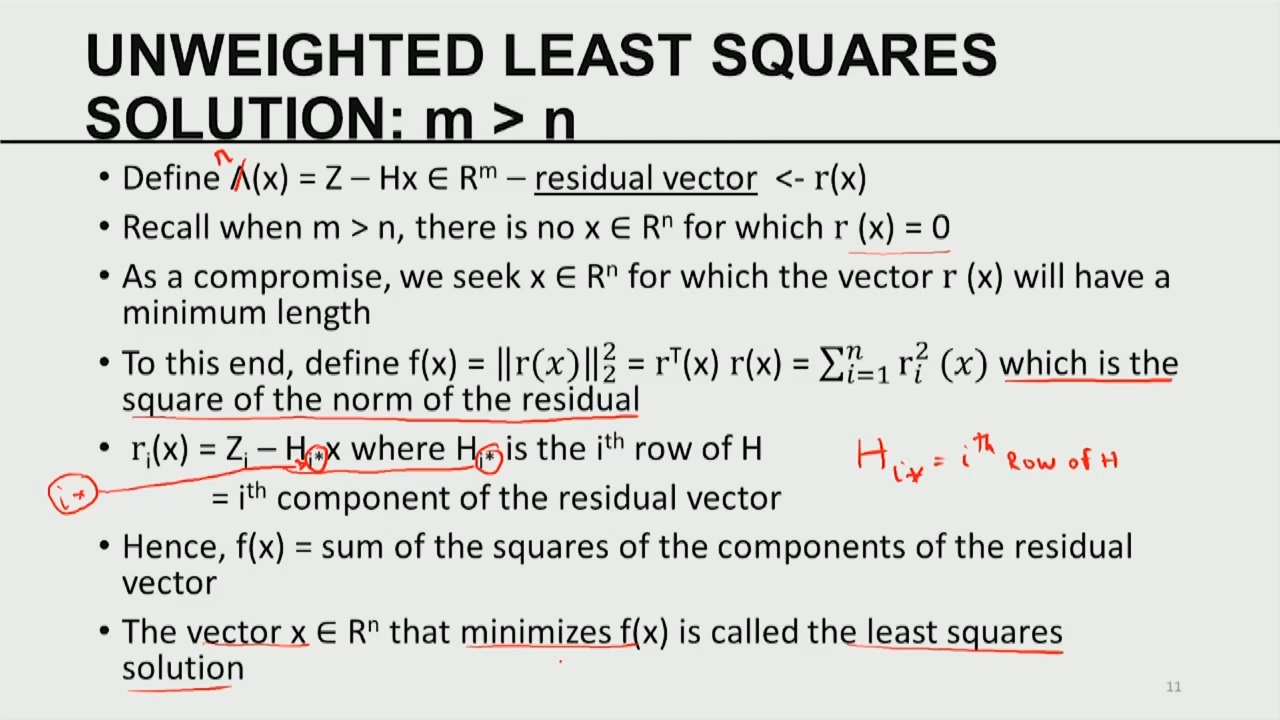 UNWEIGHTED LEAST SQUARES
SOLUTION: m > n
r
• Define Λ(x) = Z – Hx ∈ Rᵐ – residual vector <- r(x)
• Recall when m > n, there is no x ∈ Rⁿ for which r (x) = 0
• As a compromise, we seek x ∈ Rⁿ for which the vector r (x) will have a
minimum length
• To this end, define f(x) = ‖r(x)‖₂² = rᵀ(x) r(x) = ∑ᵢ₌₁ⁿ rᵢ² (x) which is the
square of the norm of the residual
• rᵢ(x) = Zᵢ – Hᵢ*x where Hᵢ* is the iᵗʰ row of H
Hᵢ* = iᵗʰ Row of H
i*
= iᵗʰ component of the residual vector
• Hence, f(x) = sum of the squares of the components of the residual
vector
• The vector x ∈ Rⁿ that minimizes f(x) is called the least squares
solution
11